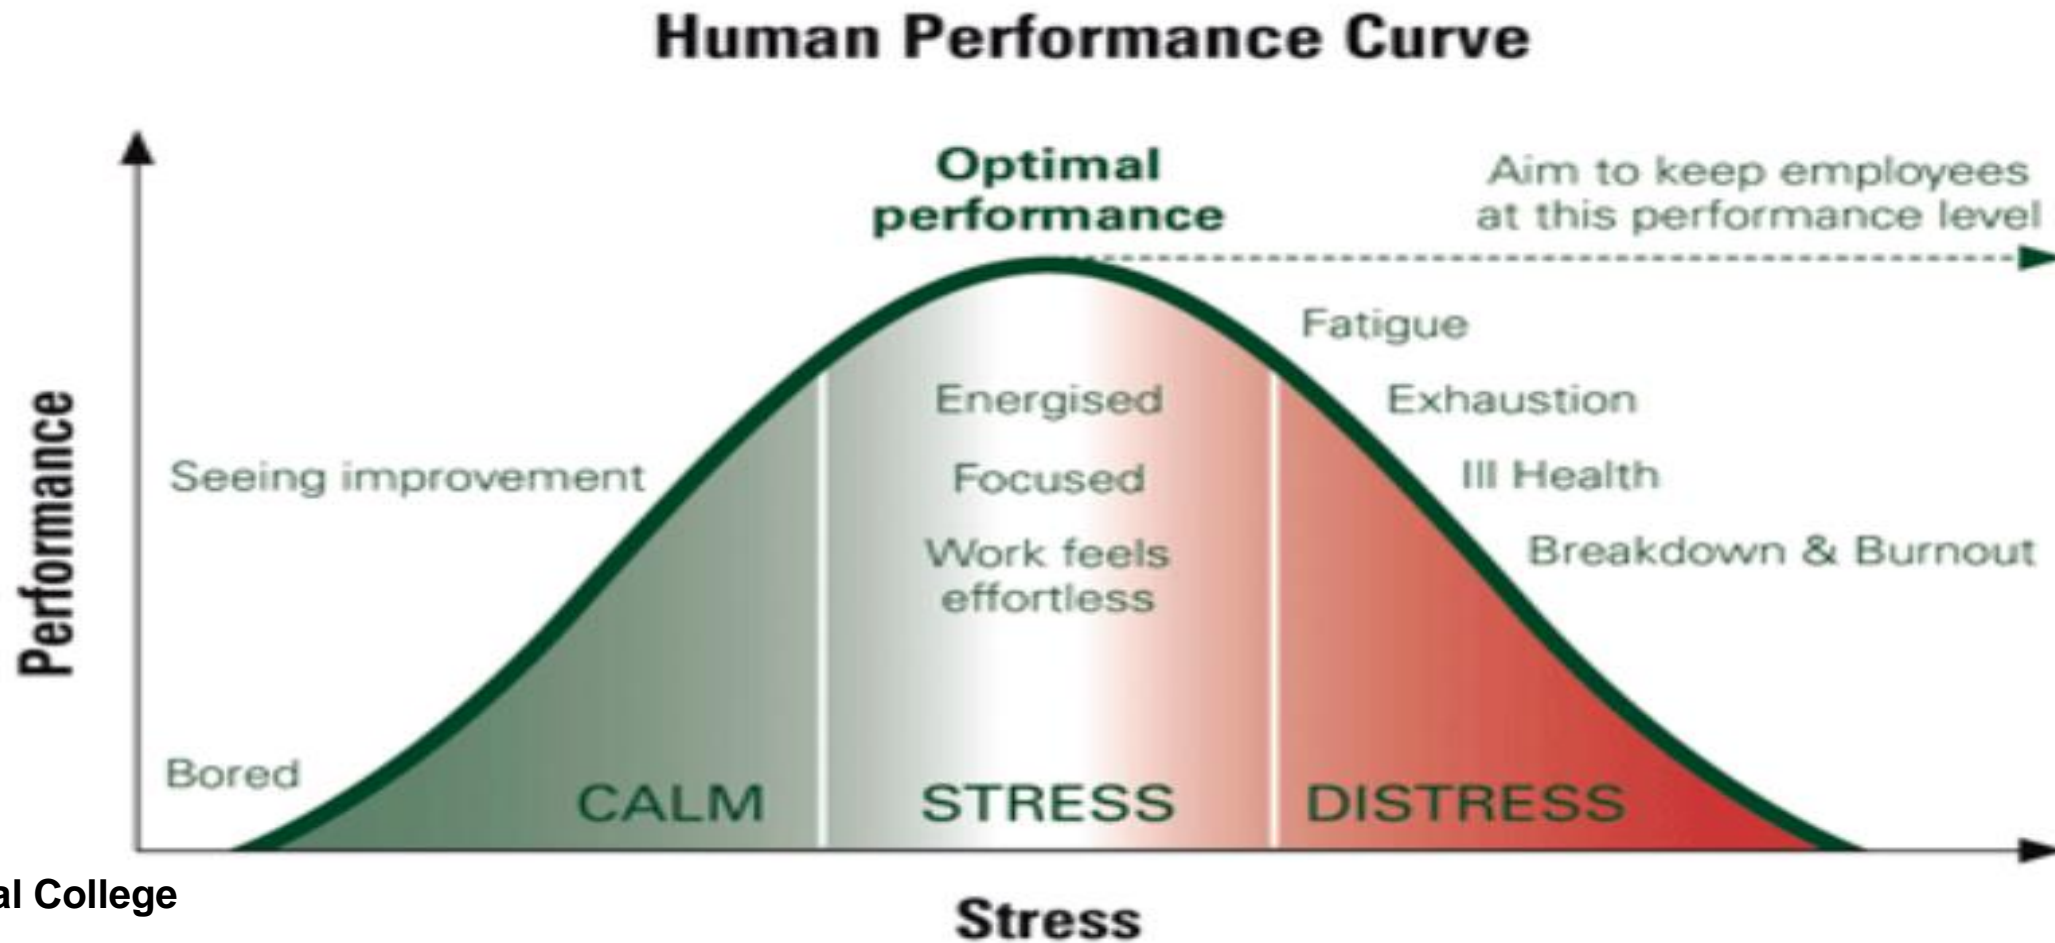 Human Performance Curve
Optimal
performance
Aim to keep employees
at this performance level
Fatigue
Energised
Exhaustion
Seeing improvement
Focused
Ill Health
Work feels
effortless
Breakdown & Burnout
Performance
Bored
CALM
STRESS
DISTRESS
al College
Stress